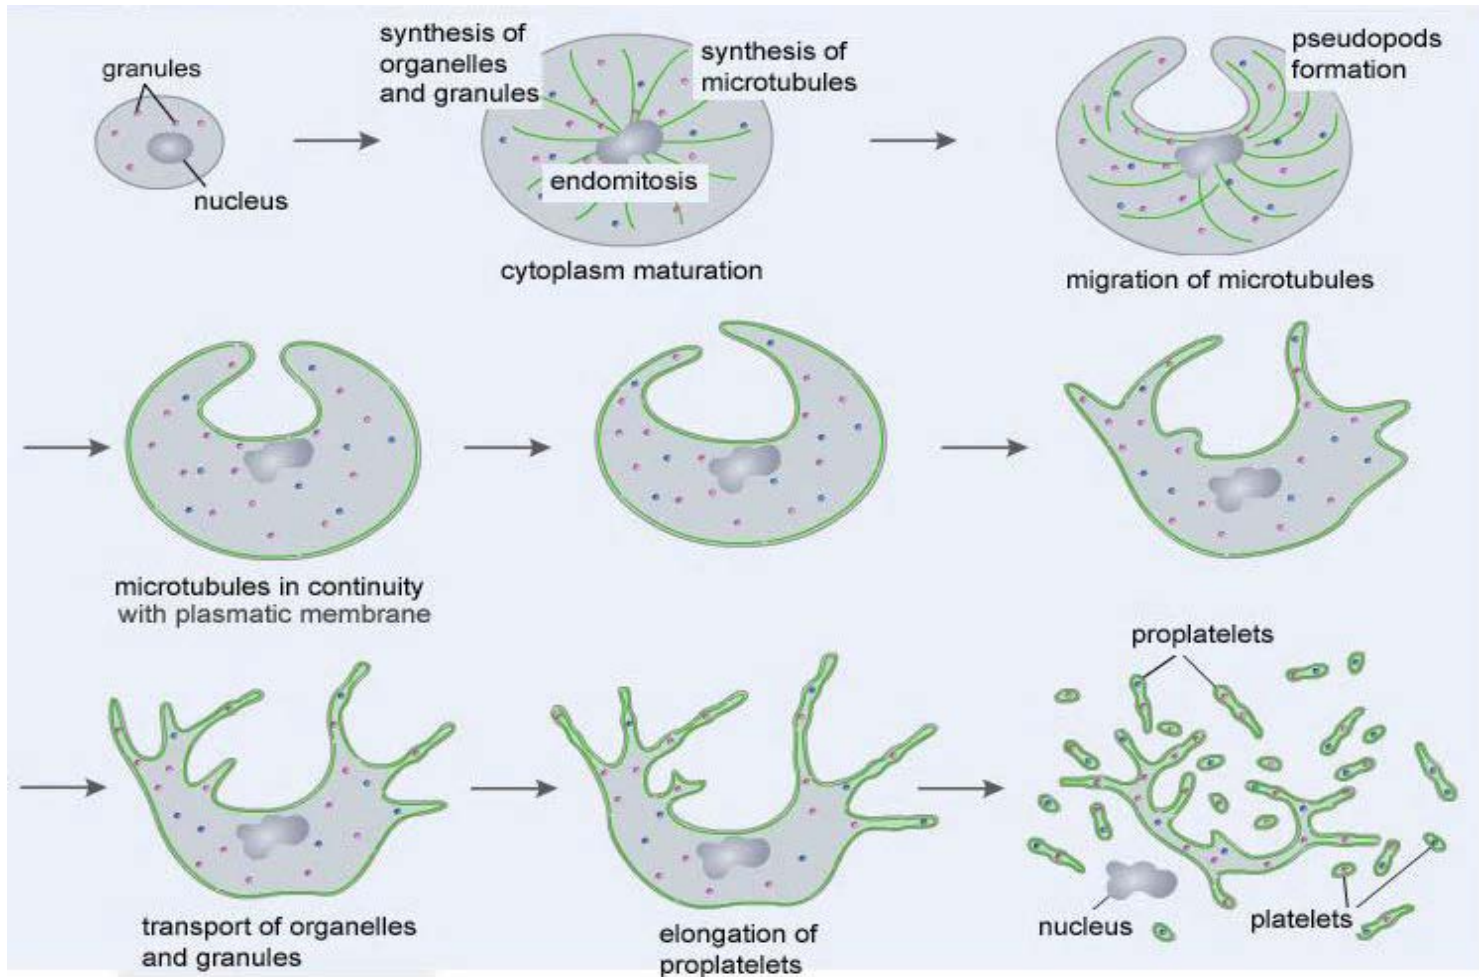 granules
nucleus
synthesis of
organelles
and granules
synthesis of
microtubules
endomitosis
cytoplasm maturation
pseudopods
formation
migration of microtubules
microtubules in continuity
with plasmatic membrane
transport of organelles
and granules
elongation of
proplatelets
proplatelets
nucleus
platelets